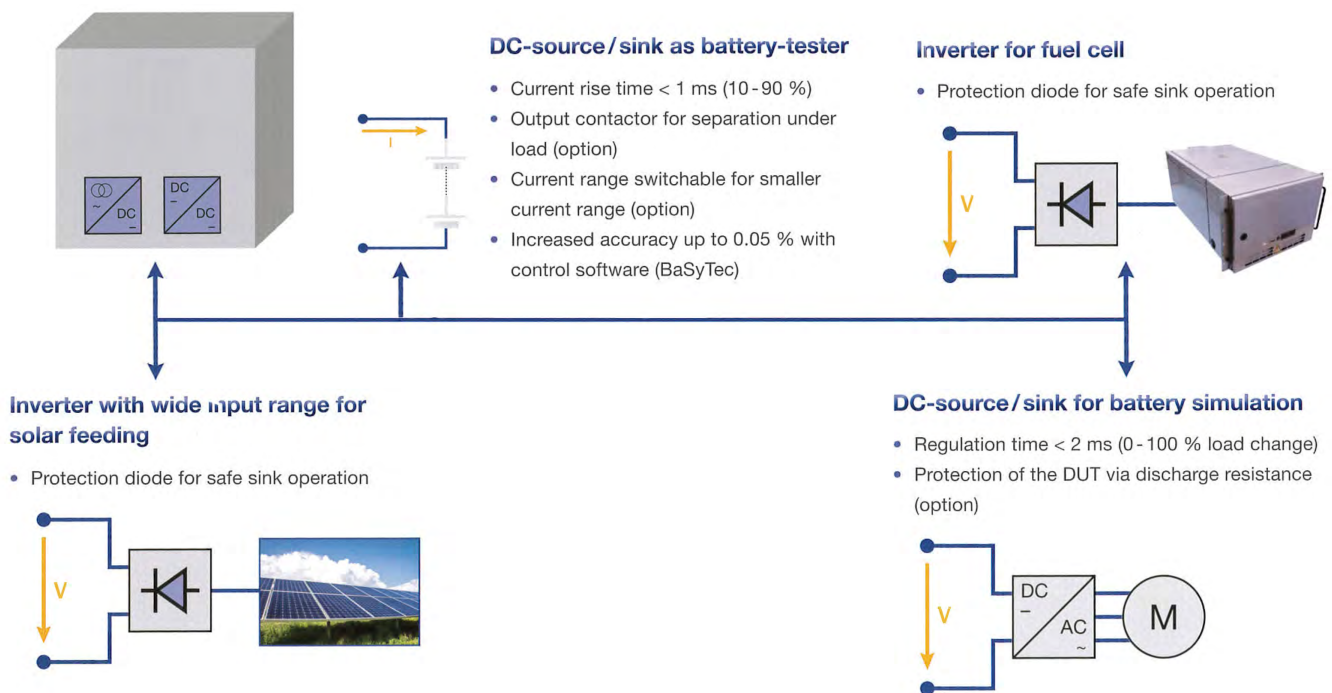 ~
DC
–
DC
–
DC
–
I
DC-source/sink as battery-tester
• Current rise time < 1 ms (10-90 %)
• Output contactor for separation under
load (option)
• Current range switchable for smaller
current range (option)
• Increased accuracy up to 0.05 % with
control software (BaSyTec)
Inverter for fuel cell
• Protection diode for safe sink operation
V
Inverter with wide input range for
solar feeding
• Protection diode for safe sink operation
V
DC-source/sink for battery simulation
• Regulation time < 2 ms (0-100 % load change)
• Protection of the DUT via discharge resistance
(option)
V
DC
–
AC
~
M